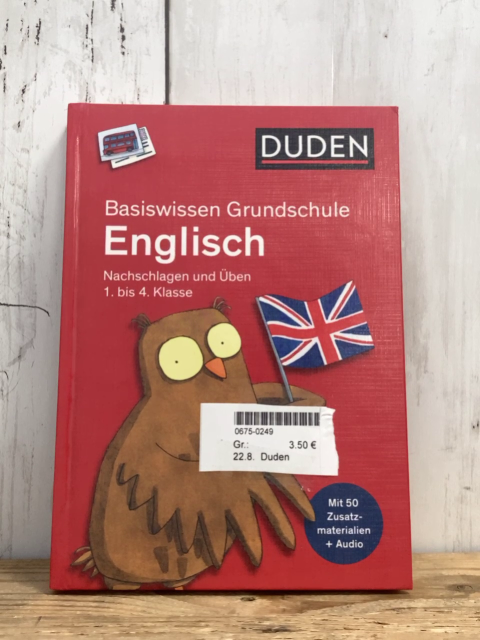 DUDEN
Basiswissen Grundschule
Englisch
Nachschlagen und Üben
1. bis 4. Klasse
0675-0249
Gr.: 3.50 €
22.8. Duden
Mit 50
Zusatz-
materialien
+ Audio